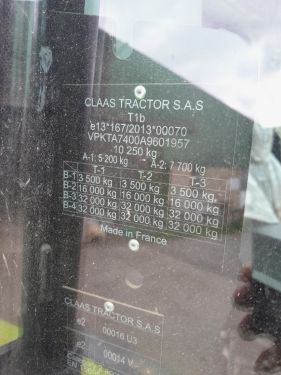 CLAAS TRACTOR S.A.S
T1b
e13*167/2013*00070
VPKTA7400A9601957
10 250 kg
A-1: 5 200 kg - A-2: 7 700 kg
T-1 T-2 T-3
B-1 3 500 kg 3 500 kg 3 500 kg
B-2 16 000 kg 16 000 kg 16 000 kg
B-3 32 000 kg 32 000 kg 32 000 kg
B-4 32 000 kg 32 000 kg 32 000 kg
Made in France
CLAAS TRACTOR S.A.S
e2 00016 U3
e2 00014 V